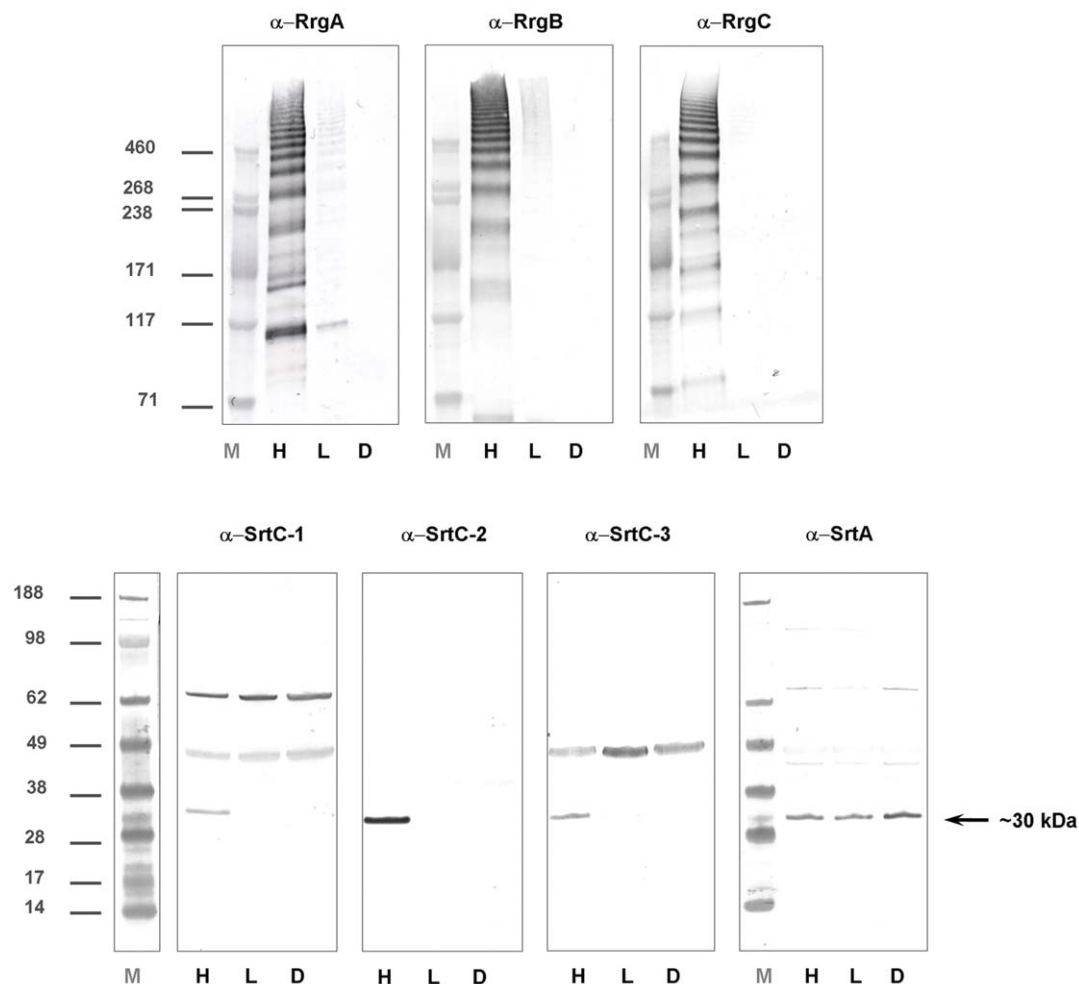 α–RrgA α–RrgB α–RrgC
460
268
238
171
117
71
M H L D M H L D M H L D
α–SrtC-1 α–SrtC-2 α–SrtC-3 α–SrtA
188
98
62
49
38
28
17
14
~30 kDa
M H L D H L D H L D M H L D